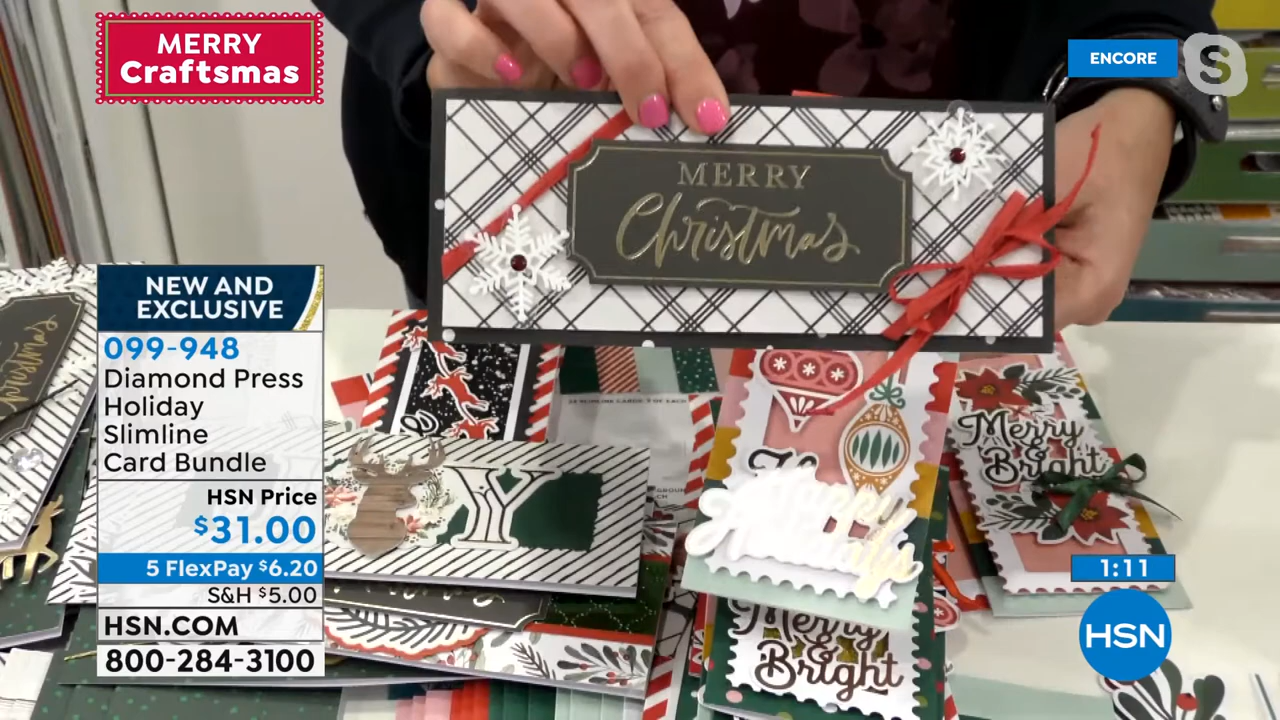 MERRY
Craftsmas
ENCORE
S
MERRY
Christmas
NEW AND
EXCLUSIVE
099-948
Diamond Press
Holiday
Slimline
Card Bundle
HSN Price
$31.00
5 FlexPay $6.20
S&H $5.00
HSN.COM
800-284-3100
Christmas
Y
Happy
Holidays
Merry
& Bright
Merry
& Bright
1:11
HSN